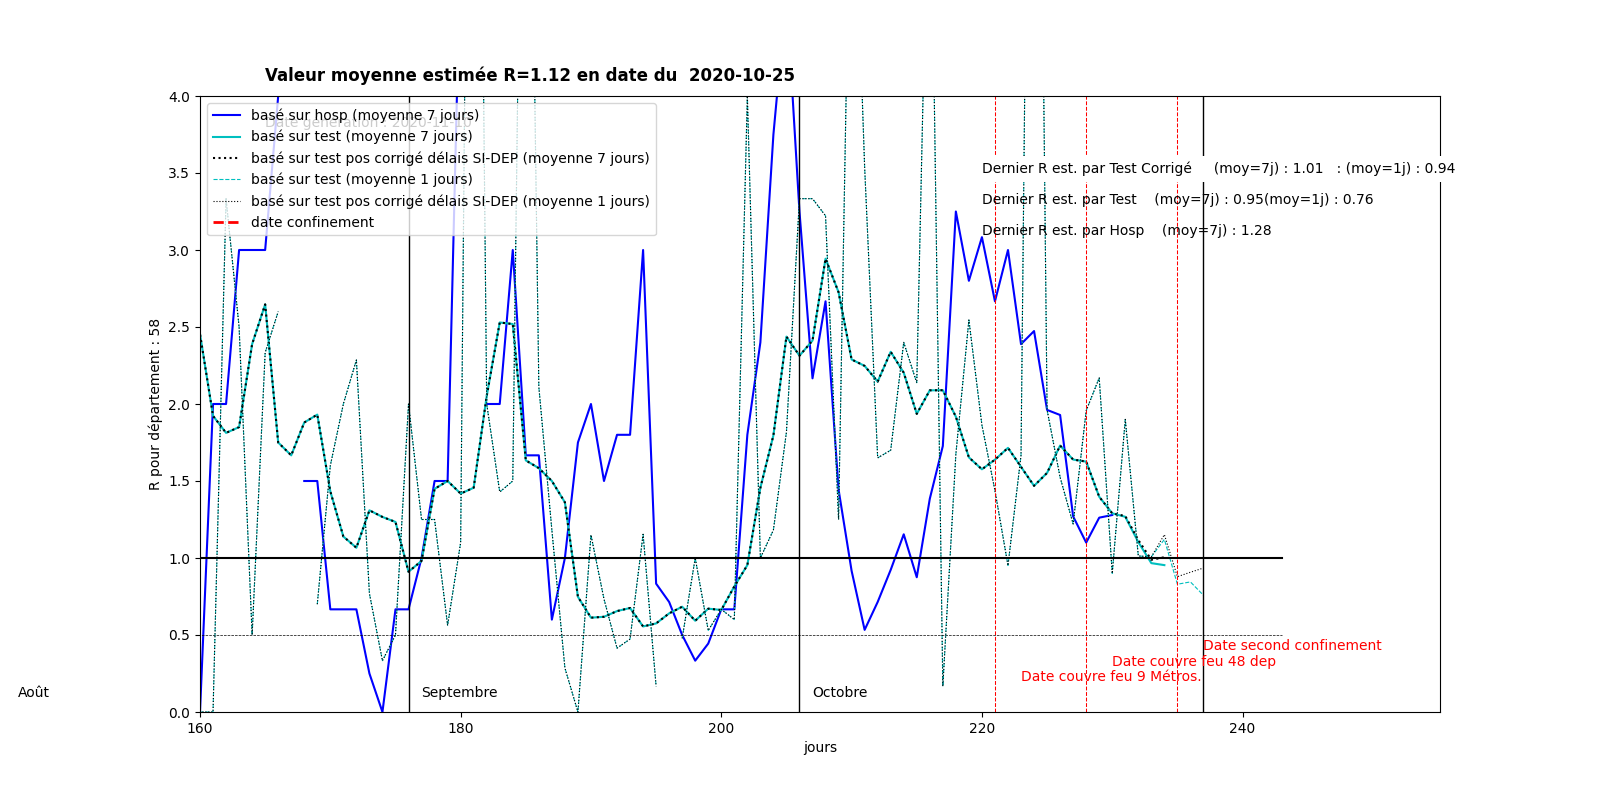 Valeur moyenne estimée R=1.12 en date du  2020-10-25
4.0
3.5
3.0
2.5
2.0
1.5
1.0
0.5
0.0
R pour département : 58
basé sur hosp (moyenne 7 jours)
basé sur test (moyenne 7 jours)
basé sur test pos corrigé délais SI-DEP (moyenne 7 jours)
basé sur test (moyenne 1 jours)
basé sur test pos corrigé délais SI-DEP (moyenne 1 jours)
date confinement
Dernier R est. par Test Corrigé     (moy=7j) : 1.01   : (moy=1j) : 0.94
Dernier R est. par Test    (moy=7j) : 0.95(moy=1j) : 0.76
Dernier R est. par Hosp    (moy=7j) : 1.28
Date second confinement
Date couvre feu 48 dep
Date couvre feu 9 Métros.
Août
Septembre
Octobre
160
180
200
220
240
jours